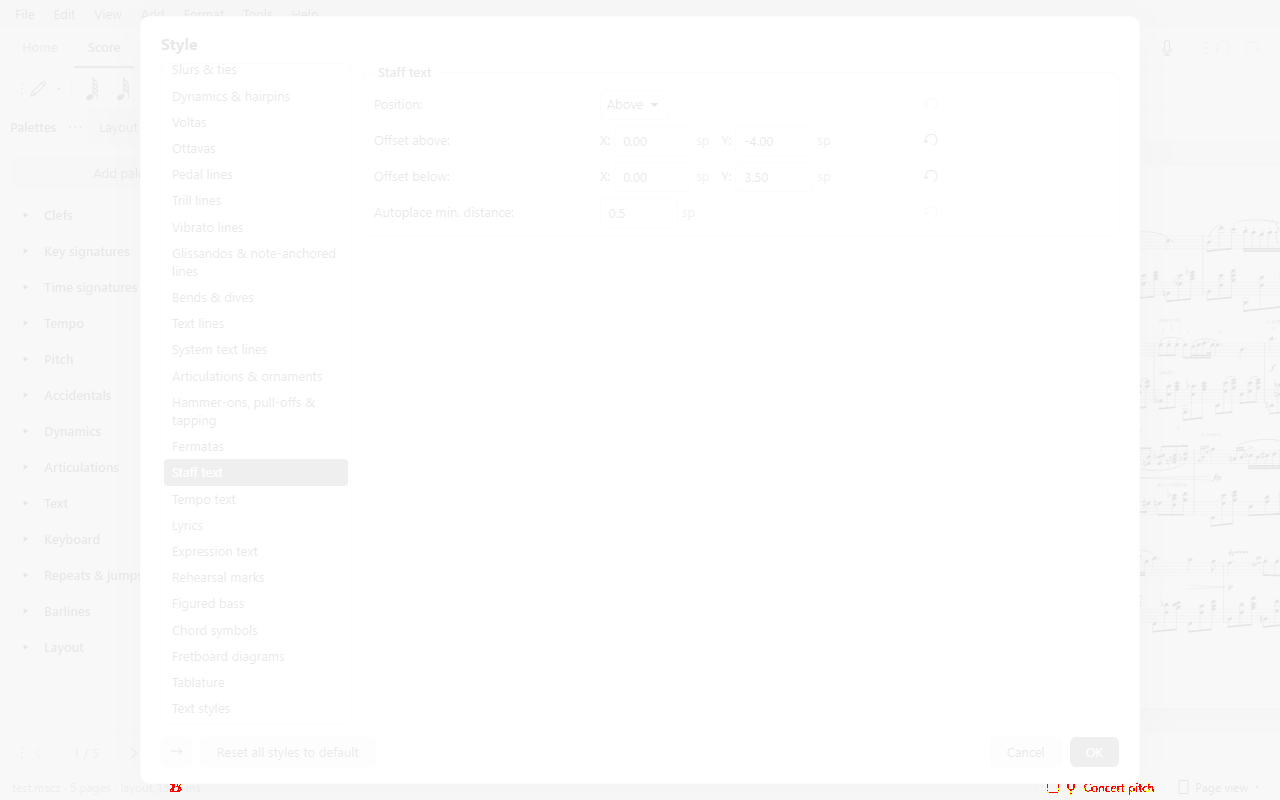 File Edit View Add Format Tools Help
Home Score
Palettes Layout
Clefs
Key signatures
Time signatures
Tempo
Pitch
Accidentals
Dynamics
Articulations
Text
Keyboard
Repeats & jumps
Barlines
Layout
1 / 5
Style
Slurs & ties
Dynamics & hairpins
Voltas
Ottavas
Pedal lines
Trill lines
Vibrato lines
Glissandos & note-anchored
lines
Bends & dives
Text lines
System text lines
Articulations & ornaments
Hammer-ons, pull-offs &
tapping
Fermatas
Staff text
Tempo text
Lyrics
Expression text
Rehearsal marks
Figured bass
Chord symbols
Fretboard diagrams
Tablature
Text styles
Staff text
Position: Above
Offset above: X: 0.00 sp Y: -4.00 sp
Offset below: X: 0.00 sp Y: 3.50 sp
Autoplace min. distance: 0.5 sp
Reset all styles to default Cancel OK
test.mscz - 5 pages - layout
Concert pitch Page view